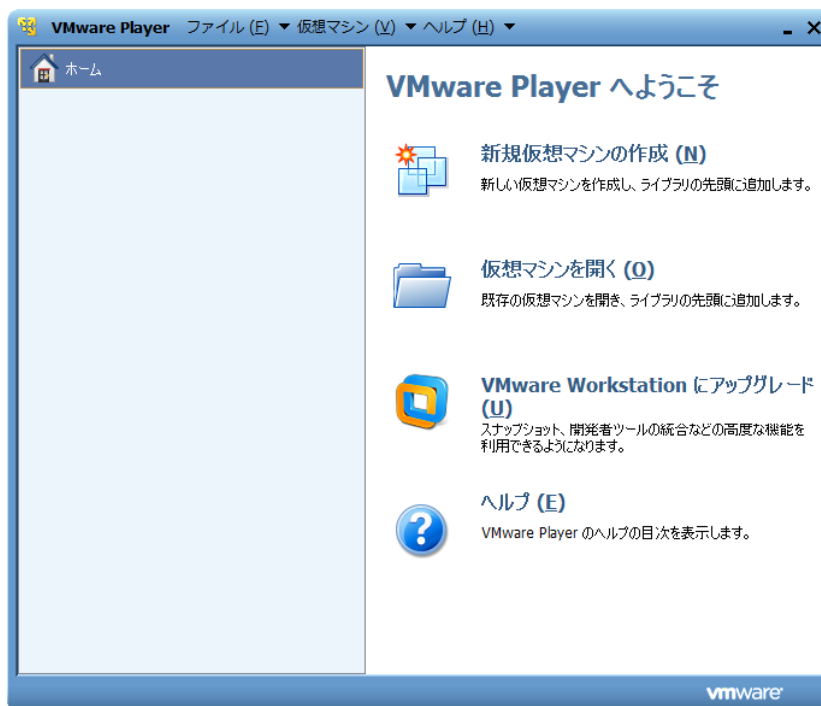 VMware Player ファイル (F) ▼ 仮想マシン (V) ▼ ヘルプ (H) ▼
ホーム
VMware Player へようこそ
新規仮想マシンの作成 (N)
新しい仮想マシンを作成し、ライブラリの先頭に追加します。
仮想マシンを開く (O)
既存の仮想マシンを開き、ライブラリの先頭に追加します。
VMware Workstation にアップグレード
(U)
スナップショット、開発者ツールの統合などの高度な機能を
利用できるようになります。
ヘルプ (E)
VMware Player のヘルプの目次を表示します。
vmware